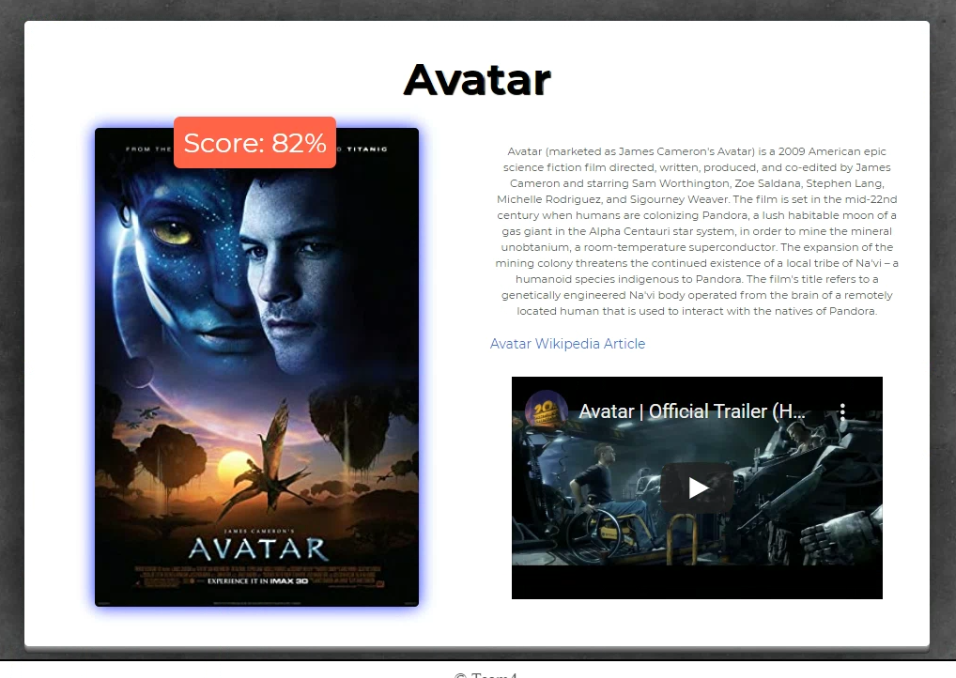 Avatar
Score: 82%
FROM THE
TITANIC
Avatar (marketed as James Cameron's Avatar) is a 2009 American epic
science fiction film directed, written, produced, and co-edited by James
Cameron and starring Sam Worthington, Zoe Saldana, Stephen Lang,
Michelle Rodriguez, and Sigourney Weaver. The film is set in the mid-22nd
century when humans are colonizing Pandora, a lush habitable moon of a
gas giant in the Alpha Centauri star system, in order to mine the mineral
unobtanium, a room-temperature superconductor. The expansion of the
mining colony threatens the continued existence of a local tribe of Na'vi – a
humanoid species indigenous to Pandora. The film's title refers to a
genetically engineered Na'vi body operated from the brain of a remotely
located human that is used to interact with the natives of Pandora.
Avatar Wikipedia Article
Avatar | Official Trailer (H...
JAMES CAMERON'S
AVATAR
EXPERIENCE IT IN IMAX 3D
© Team4